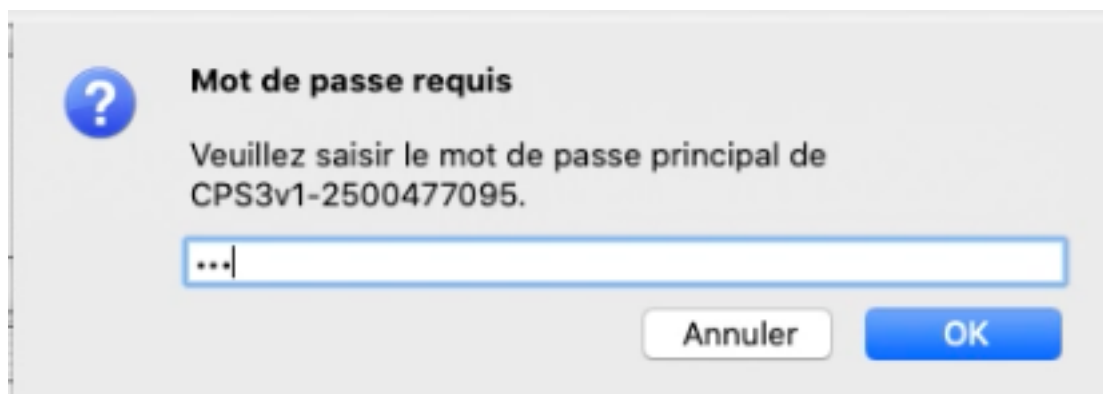 ?
Mot de passe requis
Veuillez saisir le mot de passe principal de
CPS3v1-2500477095.
•••
Annuler
OK